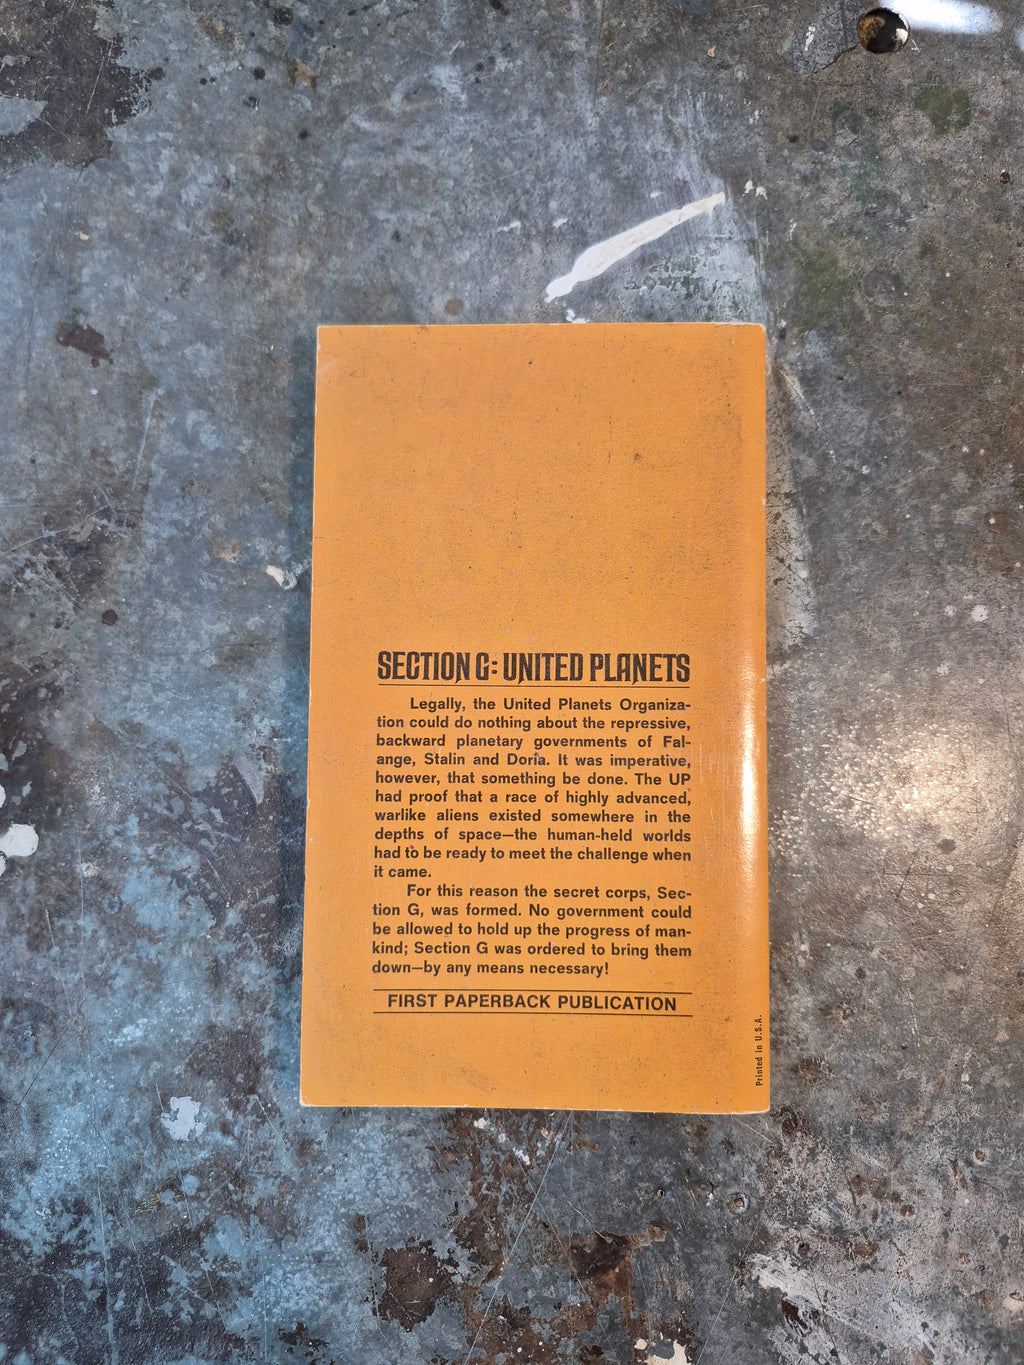 SECTION G: UNITED PLANETS
Legally, the United Planets Organiza-
tion could do nothing about the repressive,
backward planetary governments of Fal-
ange, Stalin and Doria. It was imperative,
however, that something be done. The UP
had proof that a race of highly advanced,
warlike aliens existed somewhere in the
depths of space—the human-held worlds
had to be ready to meet the challenge when
it came.
For this reason the secret corps, Sec-
tion G, was formed. No government could
be allowed to hold up the progress of man-
kind; Section G was ordered to bring them
down—by any means necessary!
FIRST PAPERBACK PUBLICATION
Printed in U.S.A.